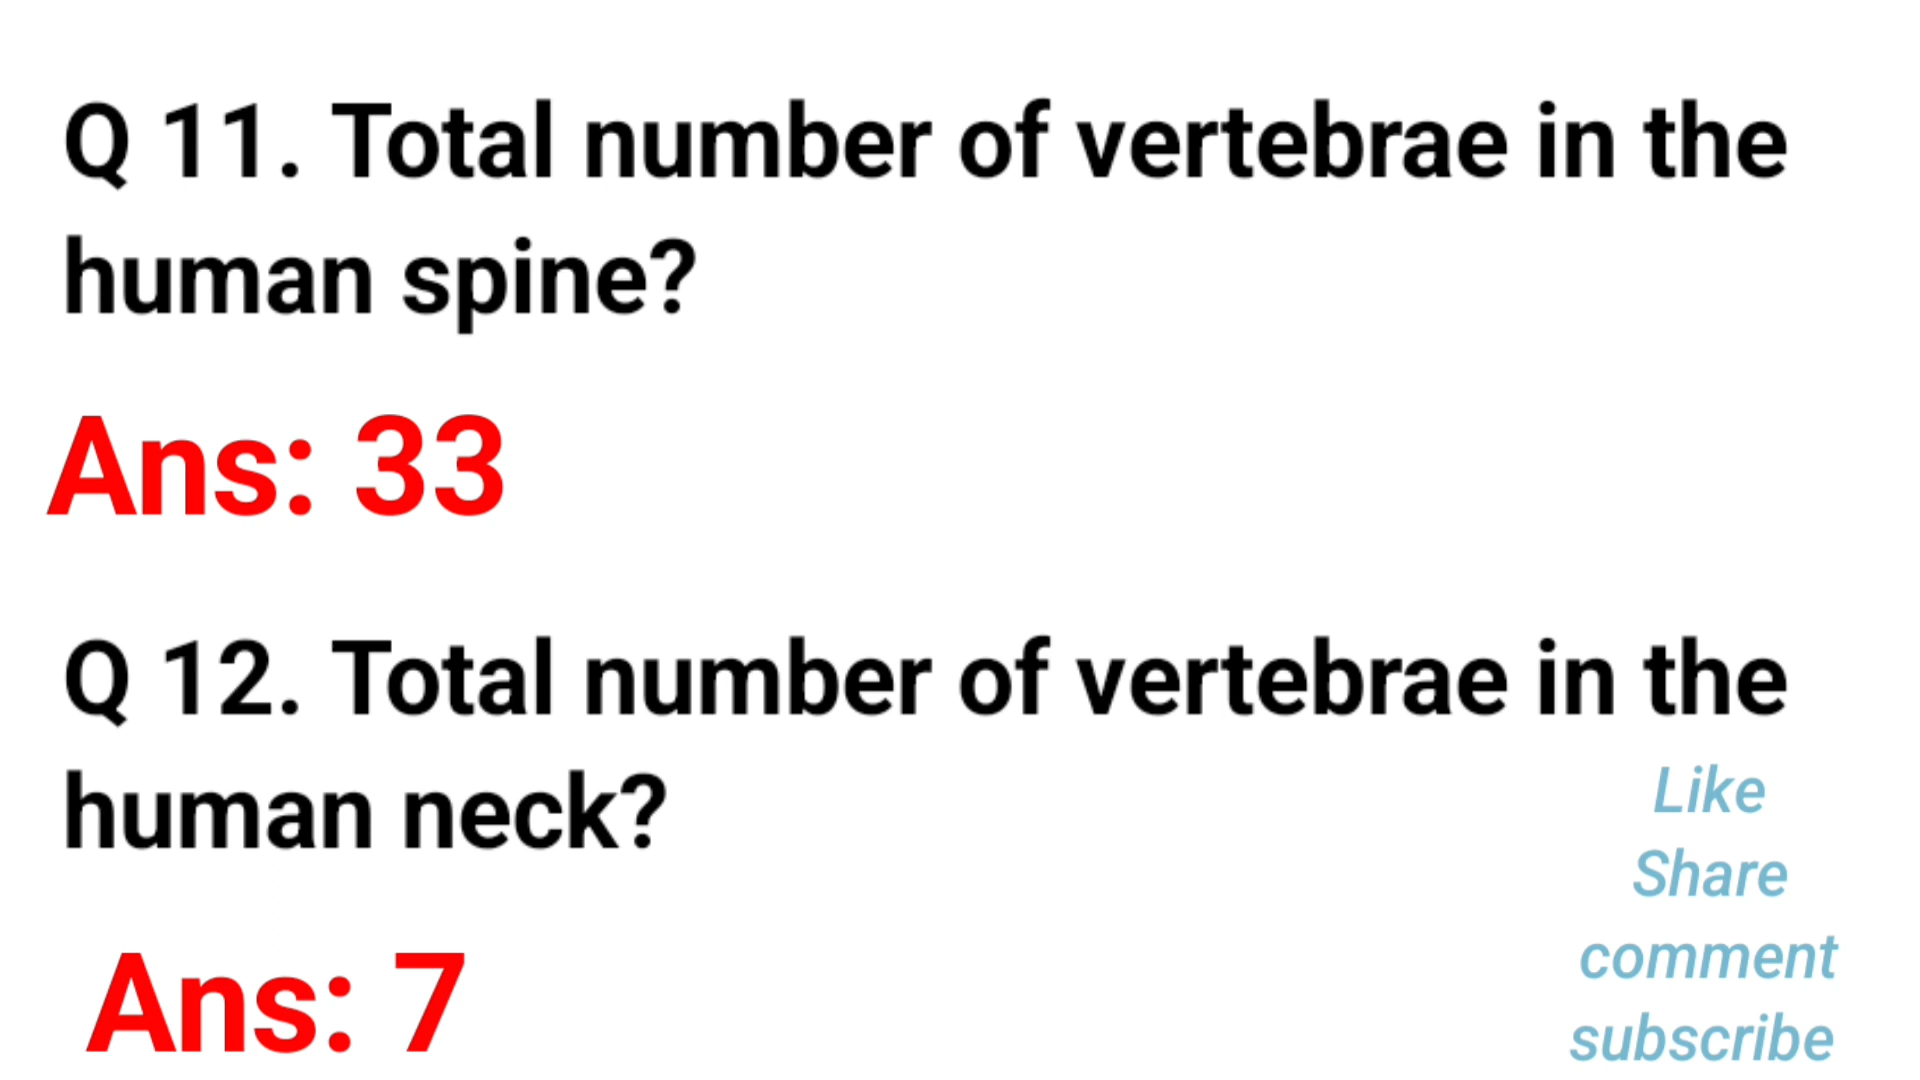 Q 11. Total number of vertebrae in the
human spine?
Ans: 33
Q 12. Total number of vertebrae in the
human neck?
Ans: 7
Like
Share
comment
subscribe